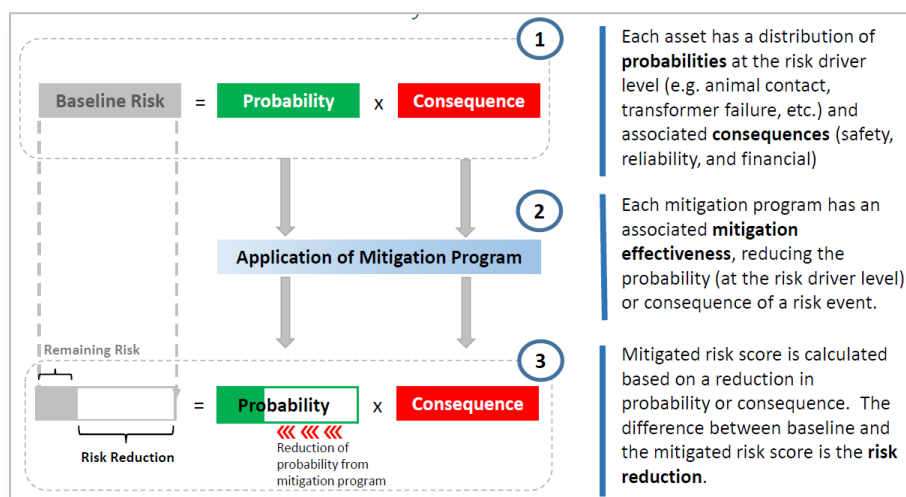 1
Baseline Risk = Probability x Consequence
Each asset has a distribution of
probabilities at the risk driver
level (e.g. animal contact,
transformer failure, etc.) and
associated consequences (safety,
reliability, and financial)
2
Application of Mitigation Program
Each mitigation program has an
associated mitigation
effectiveness, reducing the
probability (at the risk driver level)
or consequence of a risk event.
3
Remaining Risk
= Probability x Consequence
Risk Reduction
Reduction of
probability from
mitigation program
Mitigated risk score is calculated
based on a reduction in
probability or consequence. The
difference between baseline and
the mitigated risk score is the risk
reduction.